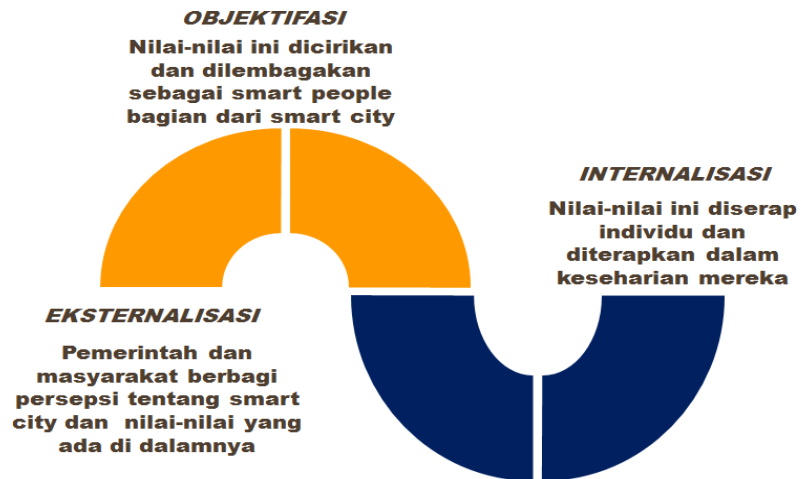 OBJEKTIFASI
Nilai-nilai ini dicirikan
dan dilembagakan
sebagai smart people
bagian dari smart city
INTERNALISASI
Nilai-nilai ini diserap
individu dan
diterapkan dalam
keseharian mereka
EKSTERNALISASI
Pemerintah dan
masyarakat berbagi
persepsi tentang smart
city dan nilai-nilai yang
ada di dalamnya